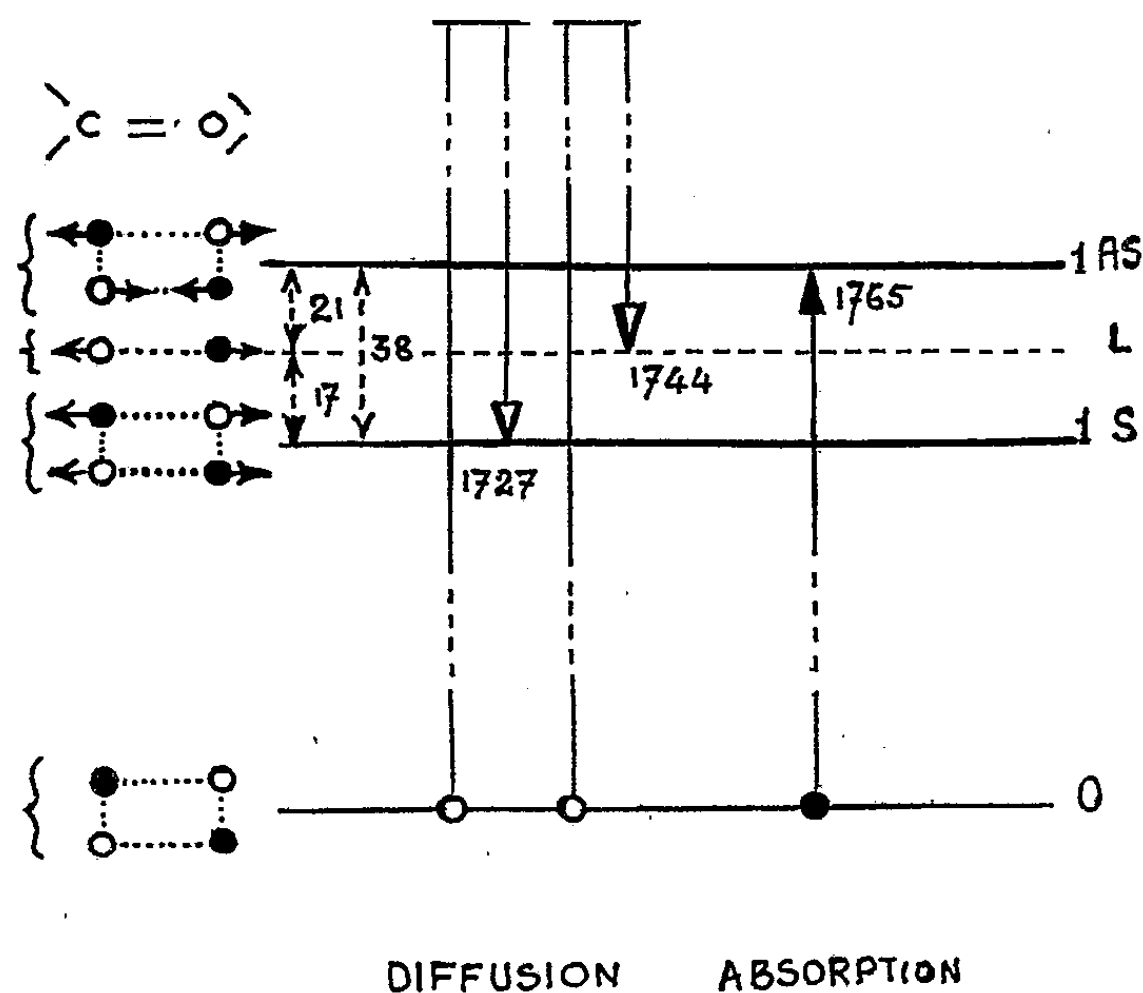 C = O
1 AS
1765
21
38
L
1744
17
1 S
1727
0
DIFFUSION ABSORPTION